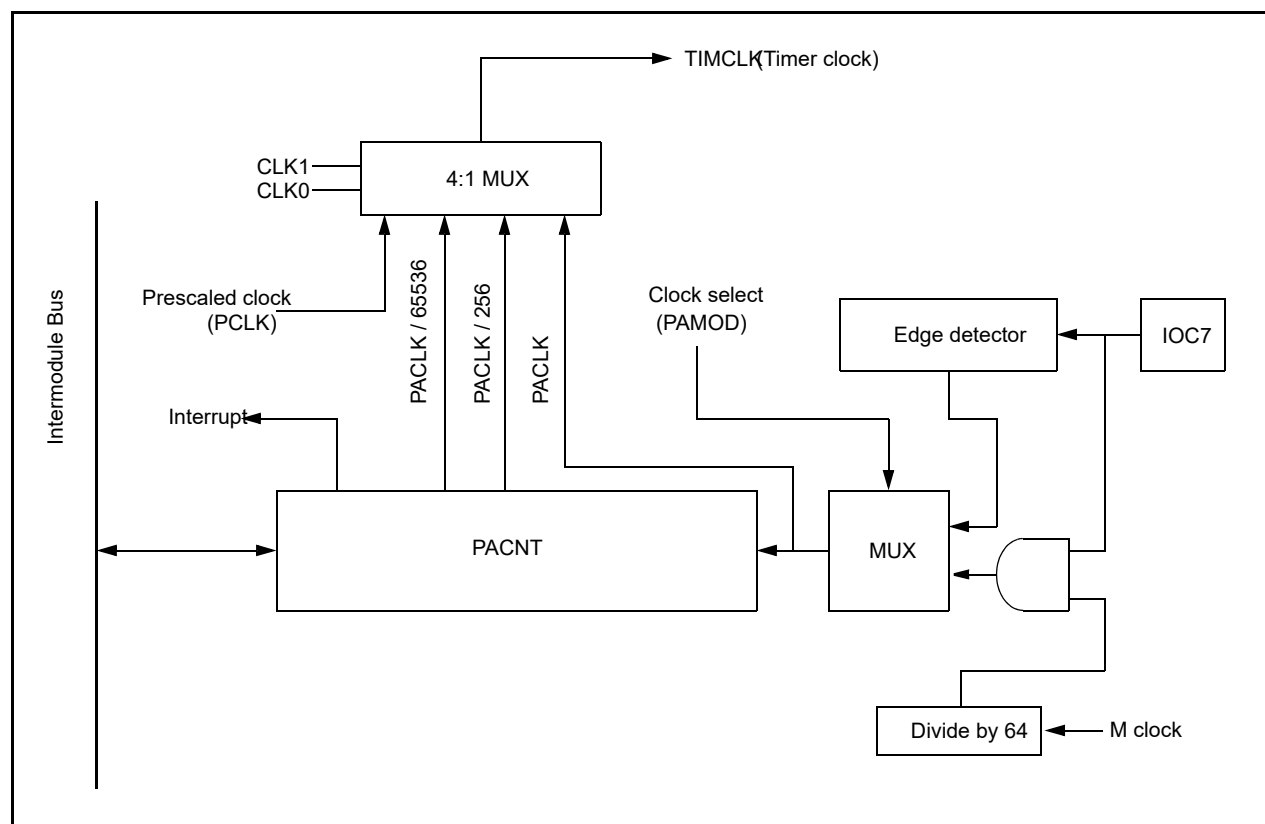 TIMCLK(Timer clock)
CLK1
CLK0
4:1 MUX
Prescaled clock
(PCLK)
PACLK / 65536
PACLK / 256
PACLK
Clock select
(PAMOD)
Edge detector
IOC7
Intermodule Bus
Interrupt
PACNT
MUX
Divide by 64
M clock